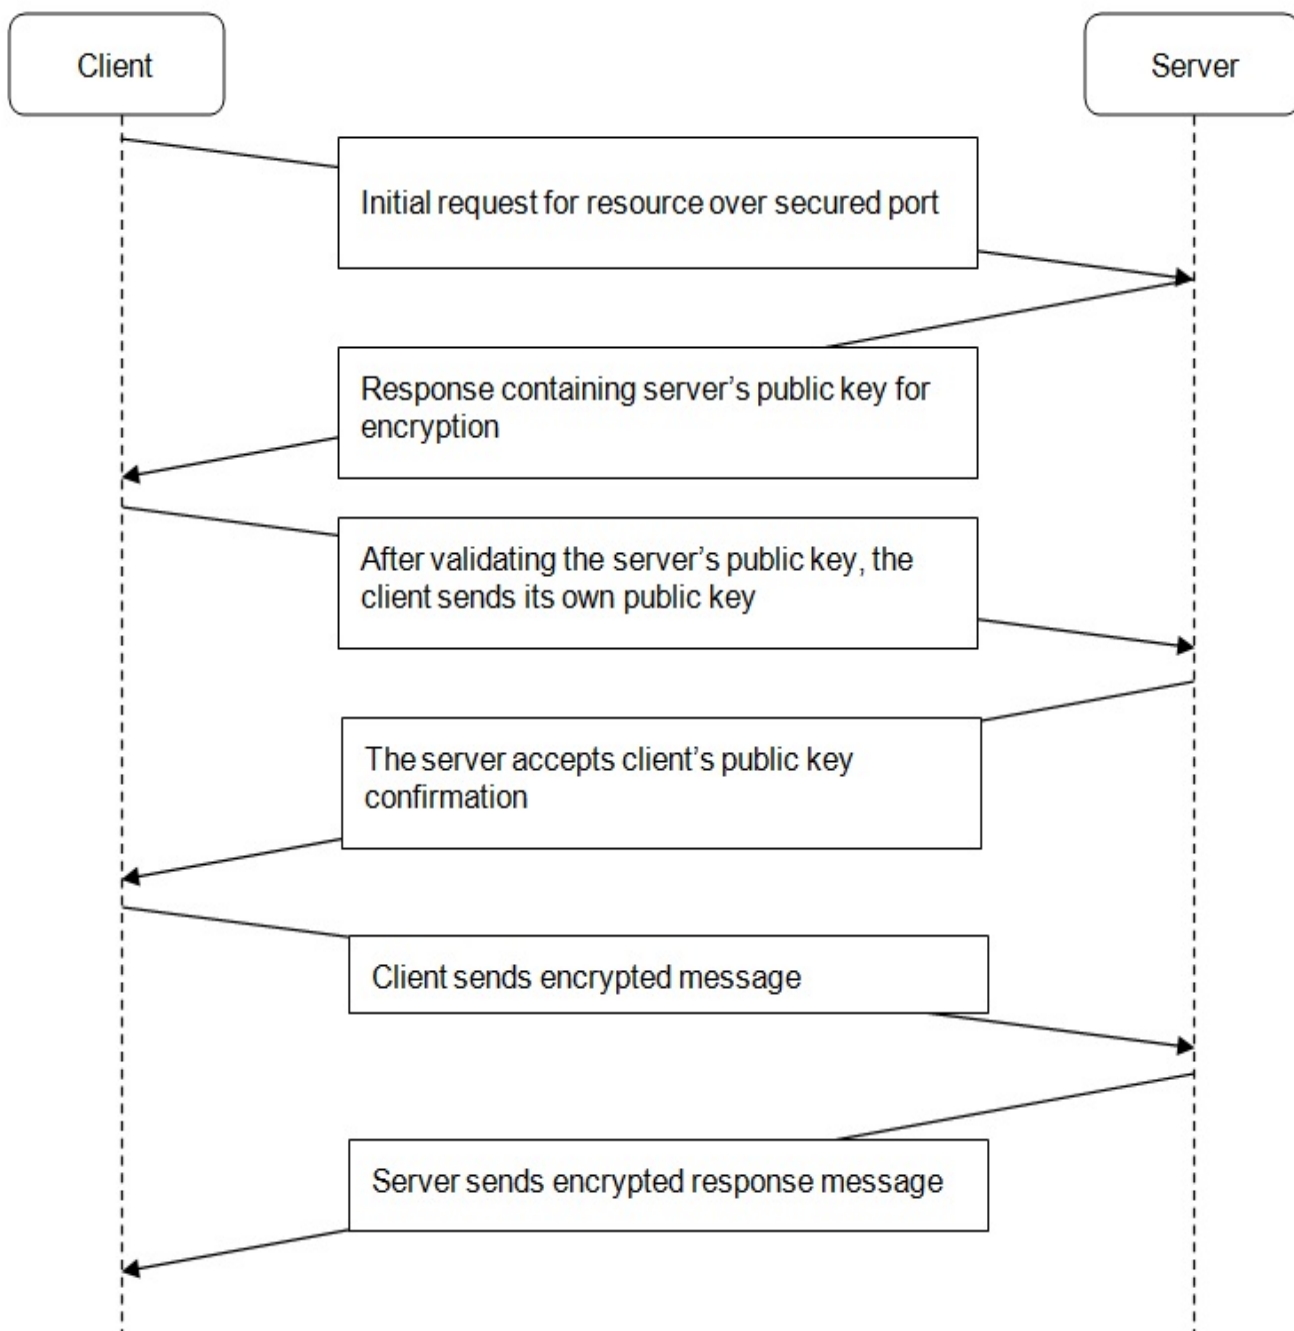 Client
Server
Initial request for resource over secured port
Response containing server’s public key for
encryption
After validating the server’s public key, the
client sends its own public key
The server accepts client’s public key
confirmation
Client sends encrypted message
Server sends encrypted response message